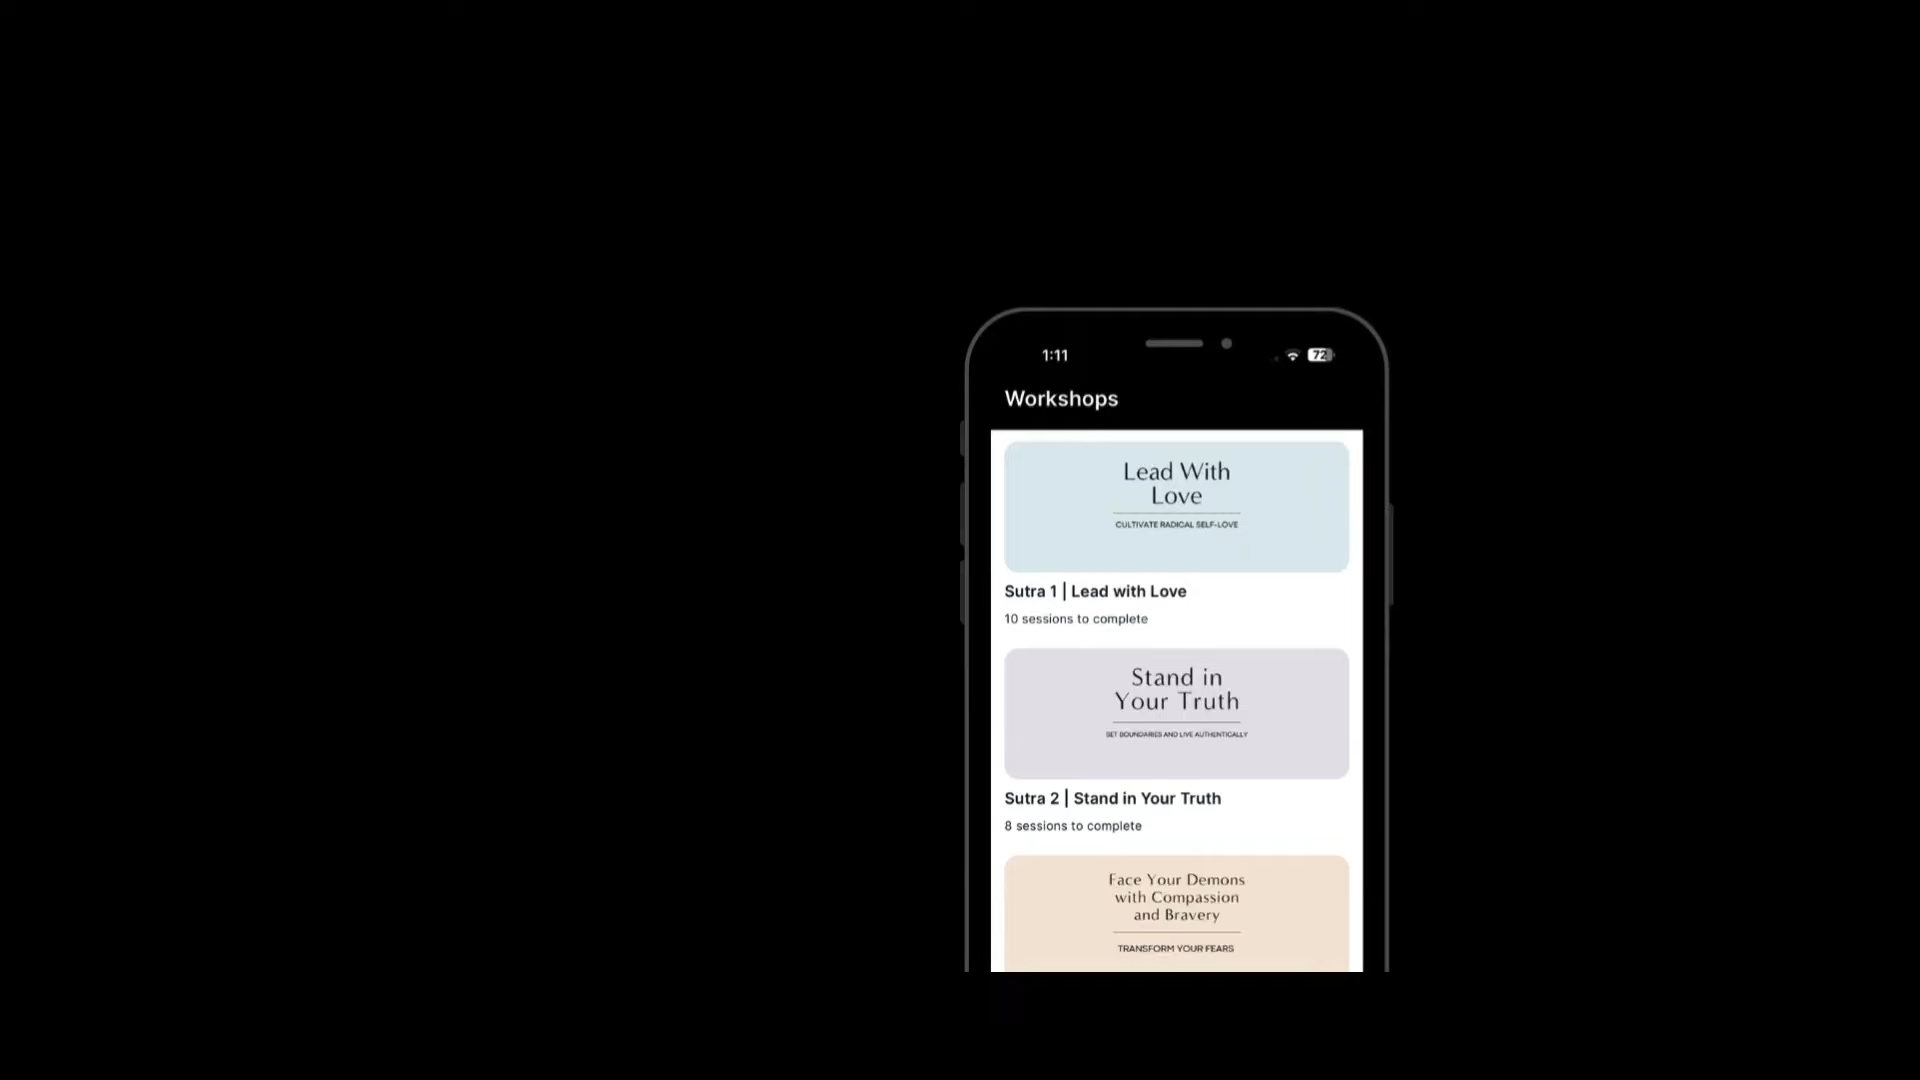 1:11
72
Workshops
Lead With
Love
CULTIVATE RADICAL SELF-LOVE
Sutra 1 | Lead with Love
10 sessions to complete
Stand in
Your Truth
SET BOUNDARIES AND LIVE AUTHENTICALLY
Sutra 2 | Stand in Your Truth
8 sessions to complete
Face Your Demons
with Compassion
and Bravery
TRANSFORM YOUR FEARS